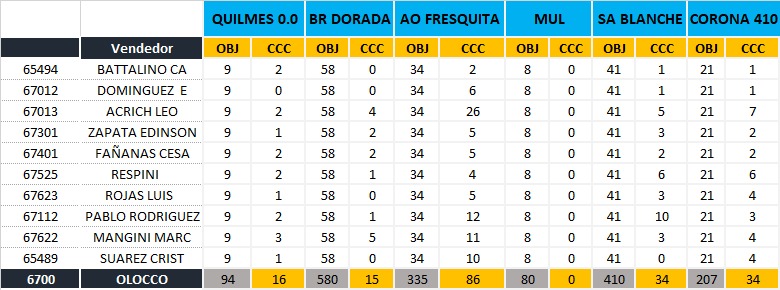 QUILMES 0.0 BR DORADA AO FRESQUITA MUL SA BLANCHE CORONA 410
Vendedor OBJ CCC OBJ CCC OBJ CCC OBJ CCC OBJ CCC OBJ CCC
65494 BATTALINO CA 9 2 58 0 34 2 8 0 41 1 21 1
67012 DOMINGUEZ E 9 0 58 0 34 6 8 0 41 1 21 1
67013 ACRICH LEO 9 2 58 4 34 26 8 0 41 5 21 7
67301 ZAPATA EDINSON 9 1 58 2 34 5 8 0 41 3 21 2
67401 FAÑANAS CESA 9 2 58 2 34 5 8 0 41 2 21 2
67525 RESPINI 9 2 58 1 34 4 8 0 41 6 21 6
67623 ROJAS LUIS 9 1 58 0 34 5 8 0 41 3 21 4
67112 PABLO RODRIGUEZ 9 2 58 1 34 12 8 0 41 10 21 3
67622 MANGINI MARC 9 3 58 5 34 11 8 0 41 3 21 4
65489 SUAREZ CRIST 9 1 58 0 34 10 8 0 41 0 21 4
6700 OLOCCO 94 16 580 15 335 86 80 0 410 34 207 34